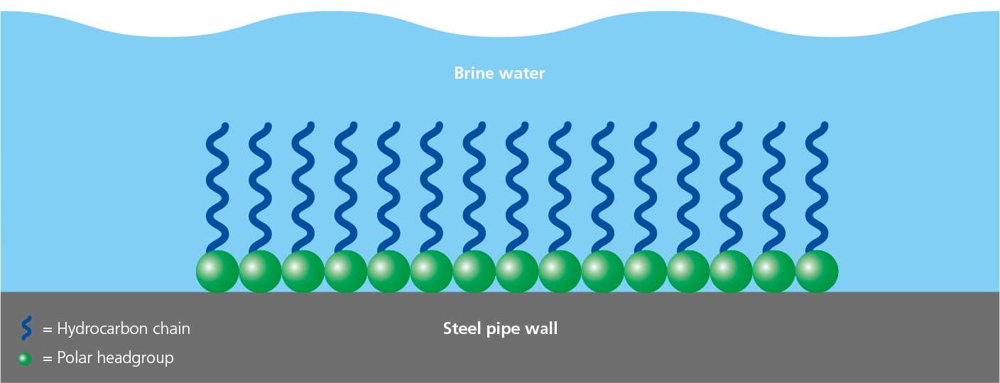 Brine water
Steel pipe wall
= Hydrocarbon chain
= Polar headgroup